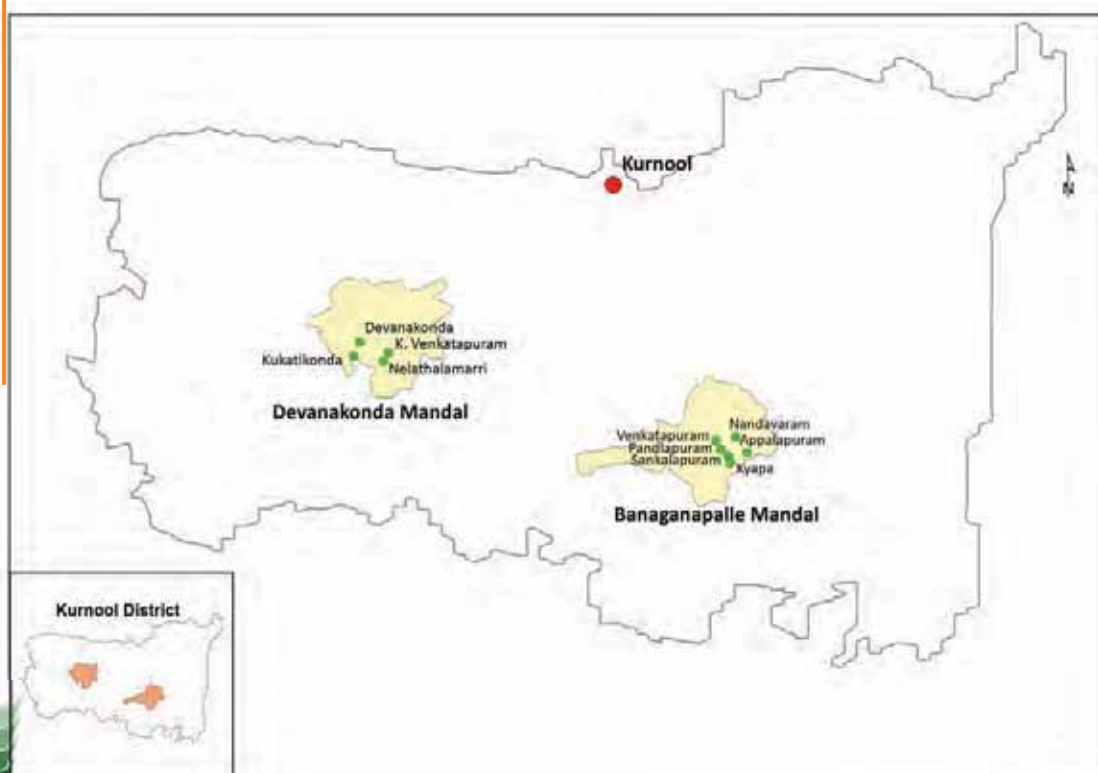 Kurnool
N
Devanakonda
K. Venkatapuram
Kukatikonda
Nelathalamarri
Devanakonda Mandal
Nandavaram
Venkatapuram
Appalapuram
Pandlapuram
Sankalapuram
Kyapa
Banaganapalle Mandal
Kurnool District